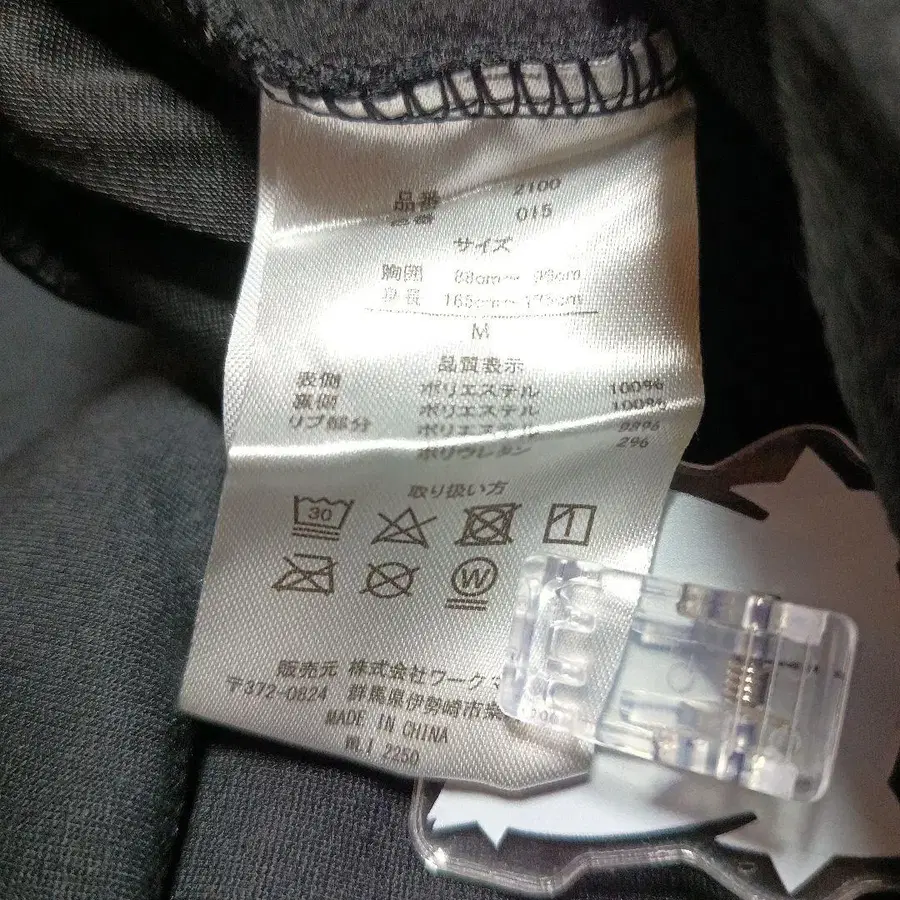 品番 2100
色番 015
サイズ
胸囲 88cm～ 96cm
身長 165cm～175cm
M
品質表示
表側 ポリエステル 100%
裏側 ポリエステル 100%
リブ部分 ポリエステル 98%
ポリウレタン 2%
取り扱い方
30
W
販売元 株式会社ワークマ
〒372-0824 群馬県伊勢崎市柴
MADE IN CHINA
2250